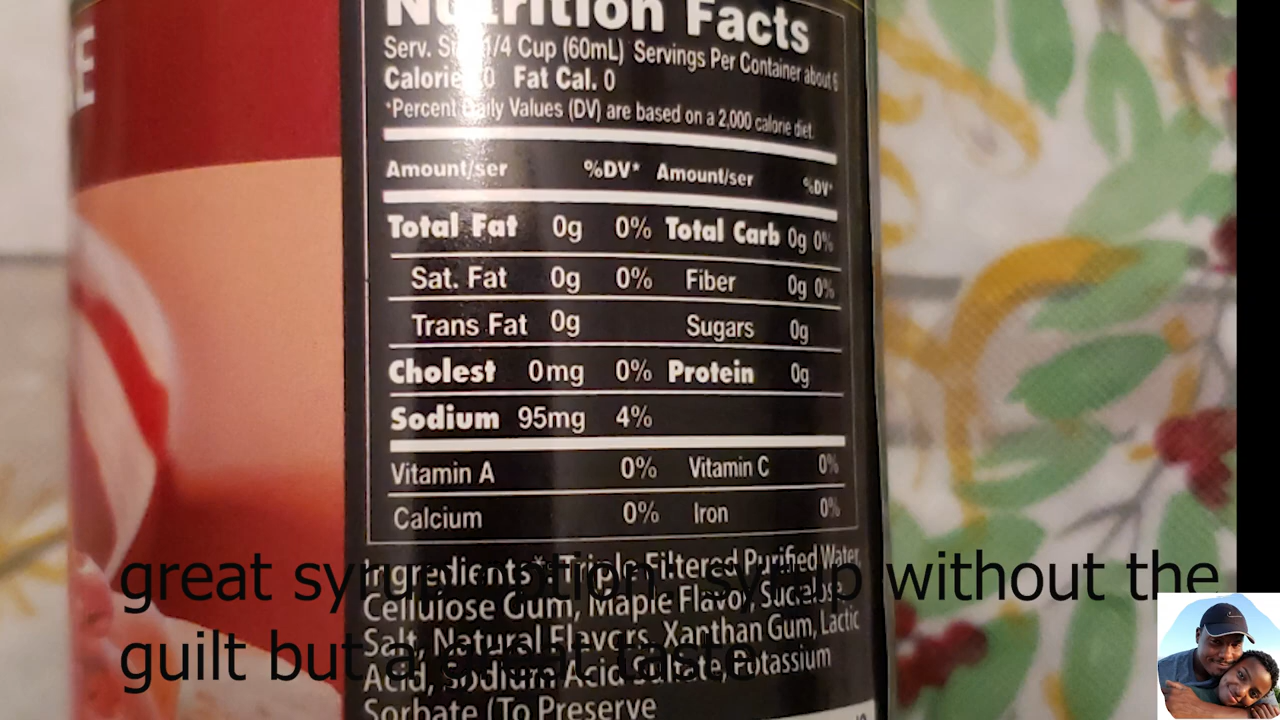 E
Nutrition Facts
Serv. 1/4 Cup (60mL) Servings Per Container about 6
Calorie 0 Fat Cal. 0
*Percent Daily Values (DV) are based on a 2,000 calorie diet.
Amount/ser %DV* Amount/ser %DV*
Total Fat 0g 0% Total Carb 0g 0%
Sat. Fat 0g 0% Fiber 0g 0%
Trans Fat 0g Sugars 0g
Cholest 0mg 0% Protein 0g
Sodium 95mg 4%
Vitamin A 0% Vitamin C 0%
Calcium 0% Iron 0%
Ingredients*: Triple Filtered Purified Water,
Cellulose Gum, Maple Flavor, Sucralose,
Salt, Natural Flavors, Xanthan Gum, Lactic
Acid, Sodium Acid Sulfate, Potassium
Sorbate (To Preserve
great syrup option, syrup without the
guilt but a great taste